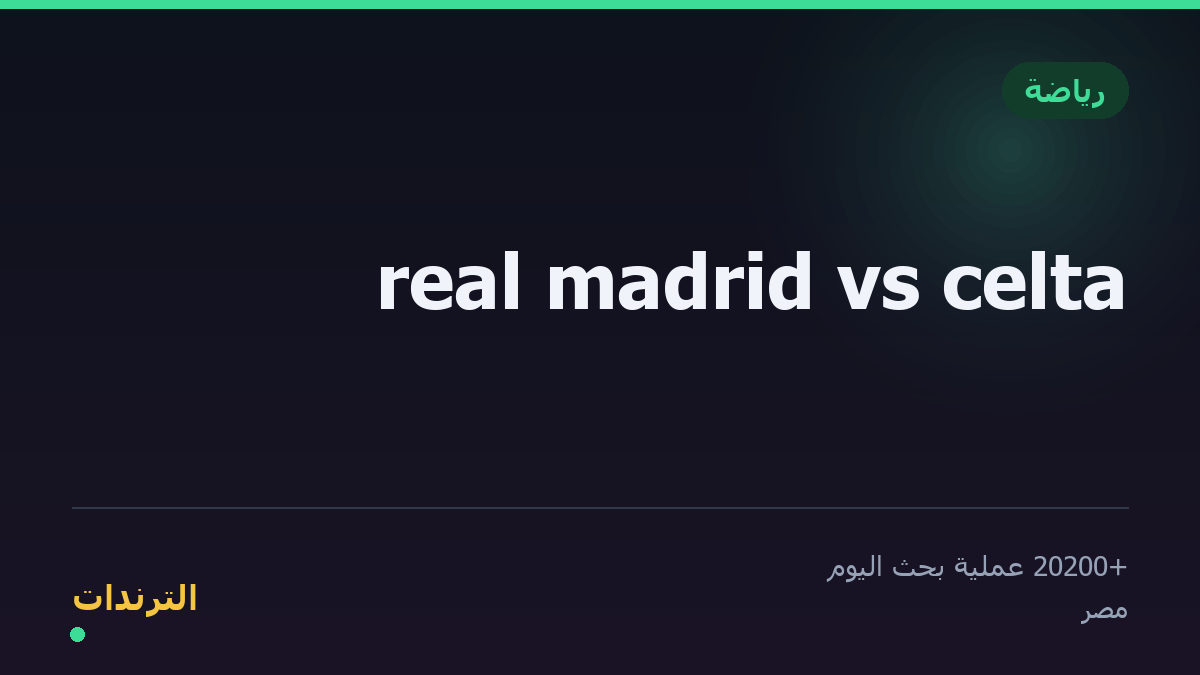 رياضة
real madrid vs celta
+20200 عملية بحث اليوم
مصر
الترندات